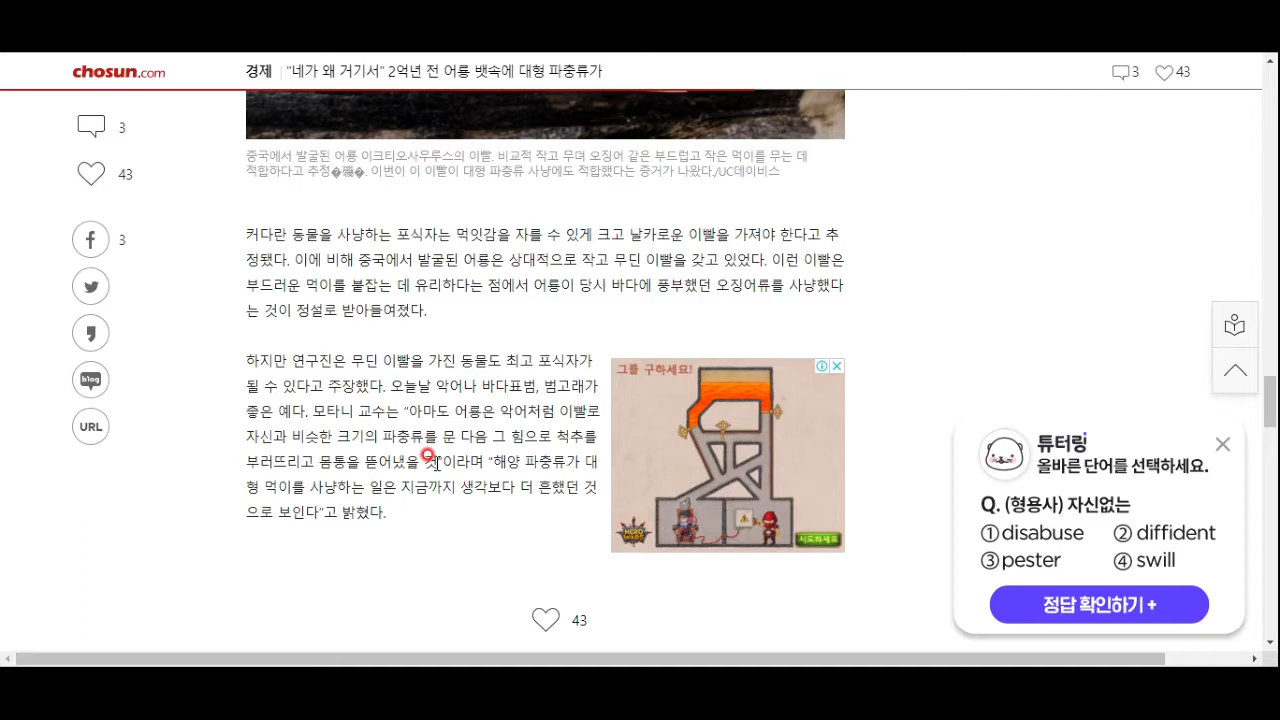 chosun.com
경제 "네가 왜 거기서" 2억년 전 어룡 뱃속에 대형 파충류가
3 43
3
43
중국에서 발굴된 어룡 이크티오사우루스의 이빨. 비교적 작고 무뎌 오징어 같은 부드럽고 작은 먹이를 무는 데
적합하다고 추정�磯�. 이번이 이 이빨이 대형 파충류 사냥에도 적합했다는 증거가 나왔다./UC데이비스
3
커다란 동물을 사냥하는 포식자는 먹잇감을 자를 수 있게 크고 날카로운 이빨을 가져야 한다고 추
정됐다. 이에 비해 중국에서 발굴된 어룡은 상대적으로 작고 무딘 이빨을 갖고 있었다. 이런 이빨은
부드러운 먹이를 붙잡는 데 유리하다는 점에서 어룡이 당시 바다에 풍부했던 오징어류를 사냥했다
는 것이 정설로 받아들여졌다.
하지만 연구진은 무딘 이빨을 가진 동물도 최고 포식자가
될 수 있다고 주장했다. 오늘날 악어나 바다표범, 범고래가
좋은 예다. 모타니 교수는 “아마도 어룡은 악어처럼 이빨로
자신과 비슷한 크기의 파충류를 문 다음 그 힘으로 척추를
부러뜨리고 몸통을 뜯어냈을 것”이라며 “해양 파충류가 대
형 먹이를 사냥하는 일은 지금까지 생각보다 더 흔했던 것
으로 보인다”고 밝혔다.
blog
URL
그를 구하세요!
HERO WARS
시도하세요
43
튜터링
올바른 단어를 선택하세요.
Q. (형용사) 자신없는
①disabuse ② diffident
③pester ④ swill
정답 확인하기 +